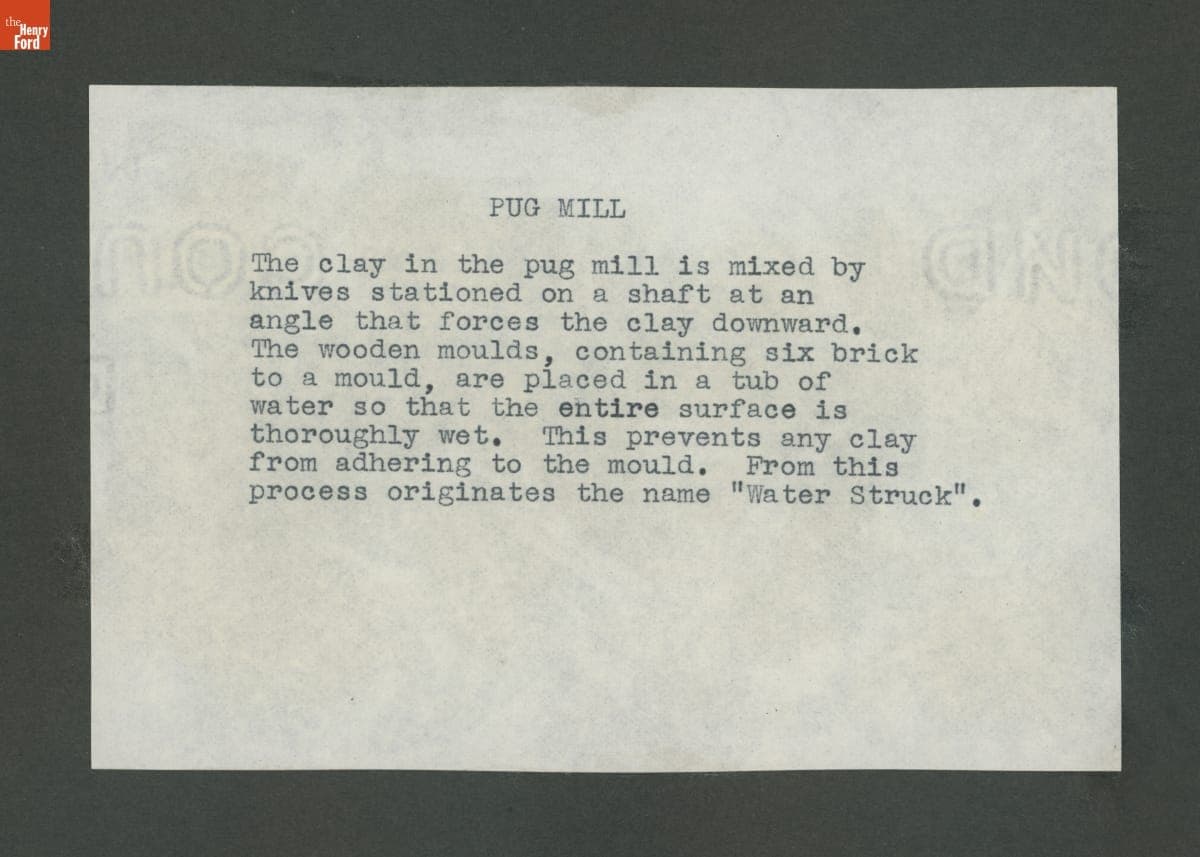 the
Henry
Ford
PUG MILL
The clay in the pug mill is mixed by
knives stationed on a shaft at an
angle that forces the clay downward.
The wooden moulds, containing six brick
to a mould, are placed in a tub of
water so that the entire surface is
thoroughly wet.  This prevents any clay
from adhering to the mould.  From this
process originates the name "Water Struck".